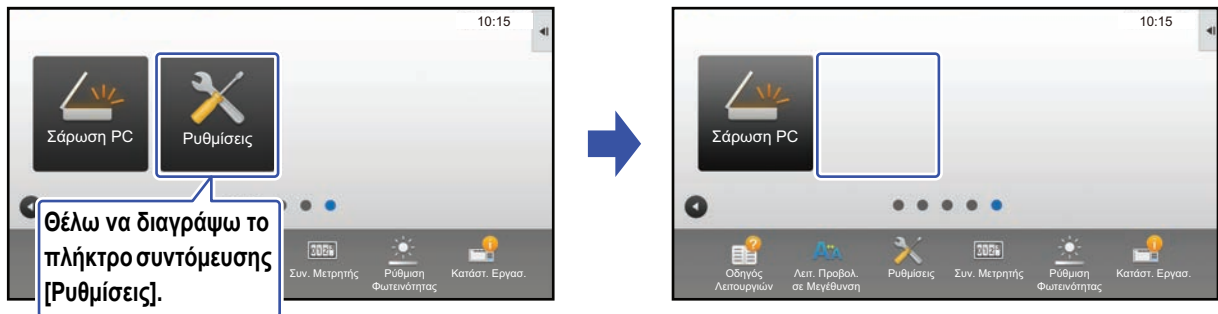 10:15
Σάρωση PC
Ρυθμίσεις
Θέλω να διαγράψω το
πλήκτρο συντόμευσης
[Ρυθμίσεις].
Συν. Μετρητής
Ρύθμιση
Φωτεινότητας
Κατάστ. Εργασ.
10:15
Σάρωση PC
Οδηγός
Λειτουργιών
Λειτ. Προβολ.
σε Μεγέθυνση
Ρυθμίσεις
Συν. Μετρητής
Ρύθμιση
Φωτεινότητας
Κατάστ. Εργασ.